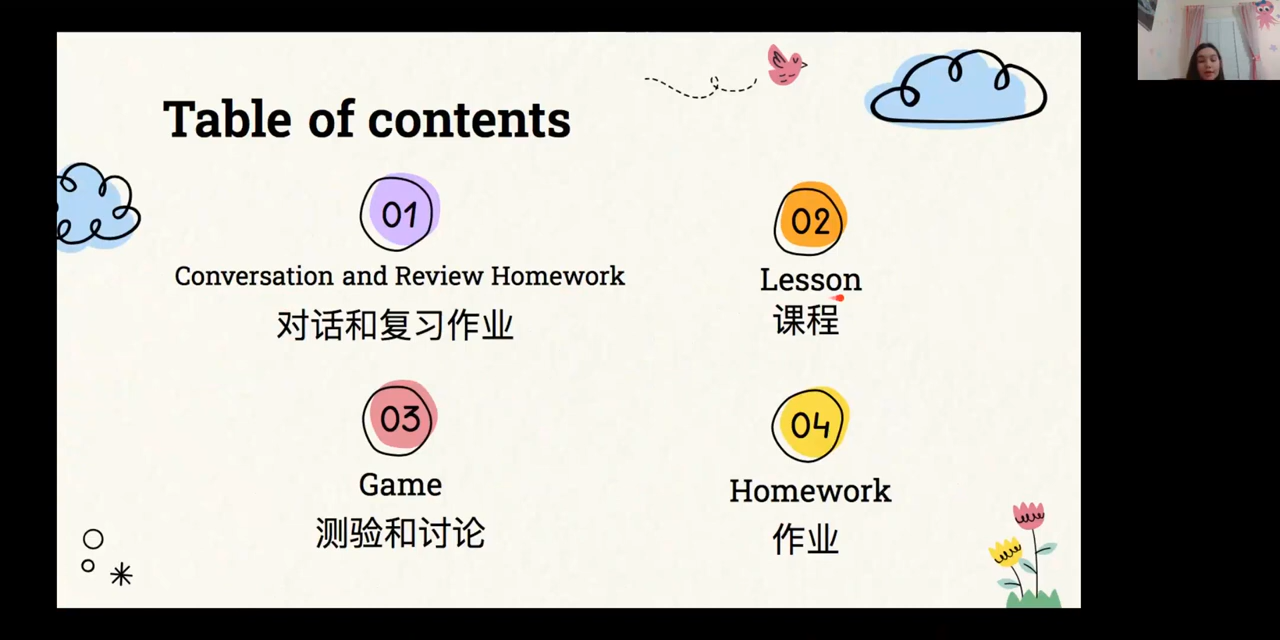 Table of contents
01
Conversation and Review Homework
对话和复习作业
02
Lesson
课程
03
Game
测验和讨论
04
Homework
作业